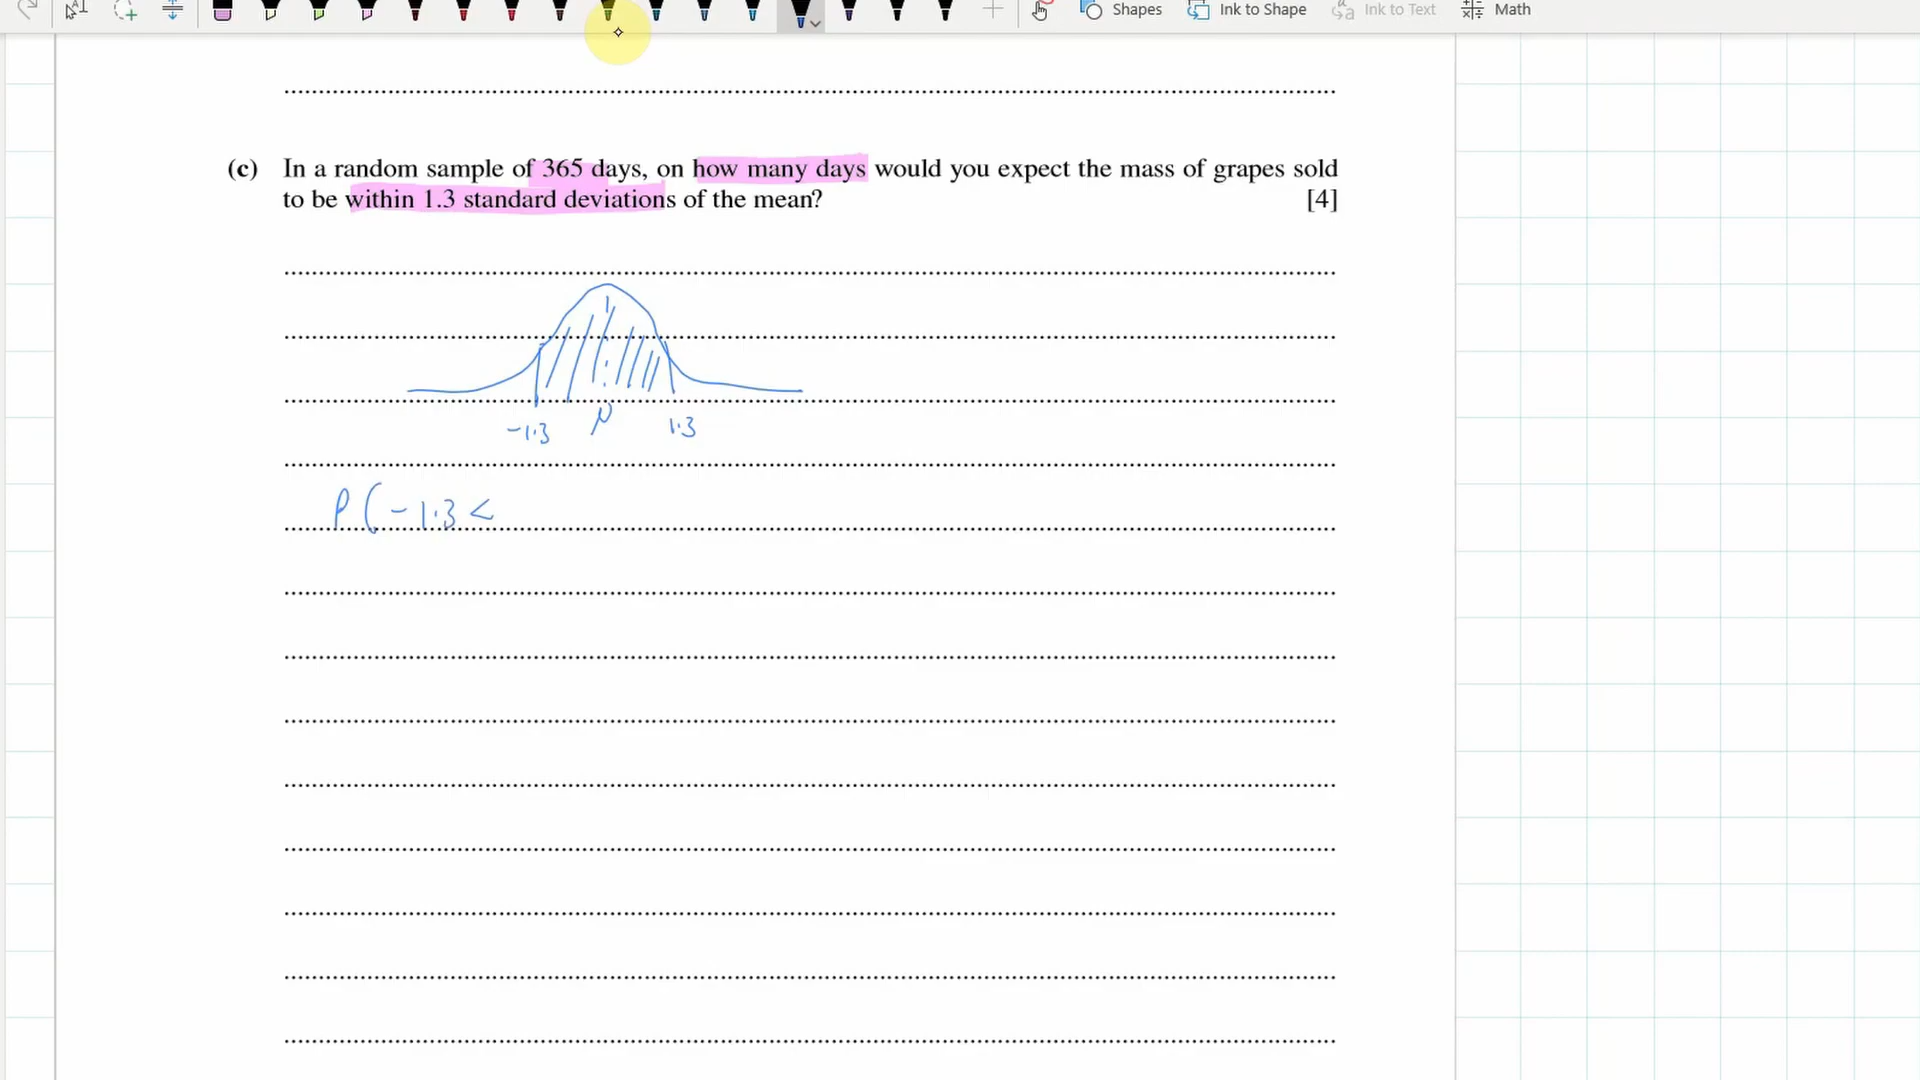 Shapes Ink to Shape Ink to Text Math
(c) In a random sample of 365 days, on how many days would you expect the mass of grapes sold
to be within 1.3 standard deviations of the mean? [4]
-1.3 μ 1.3
P(-1.3 <